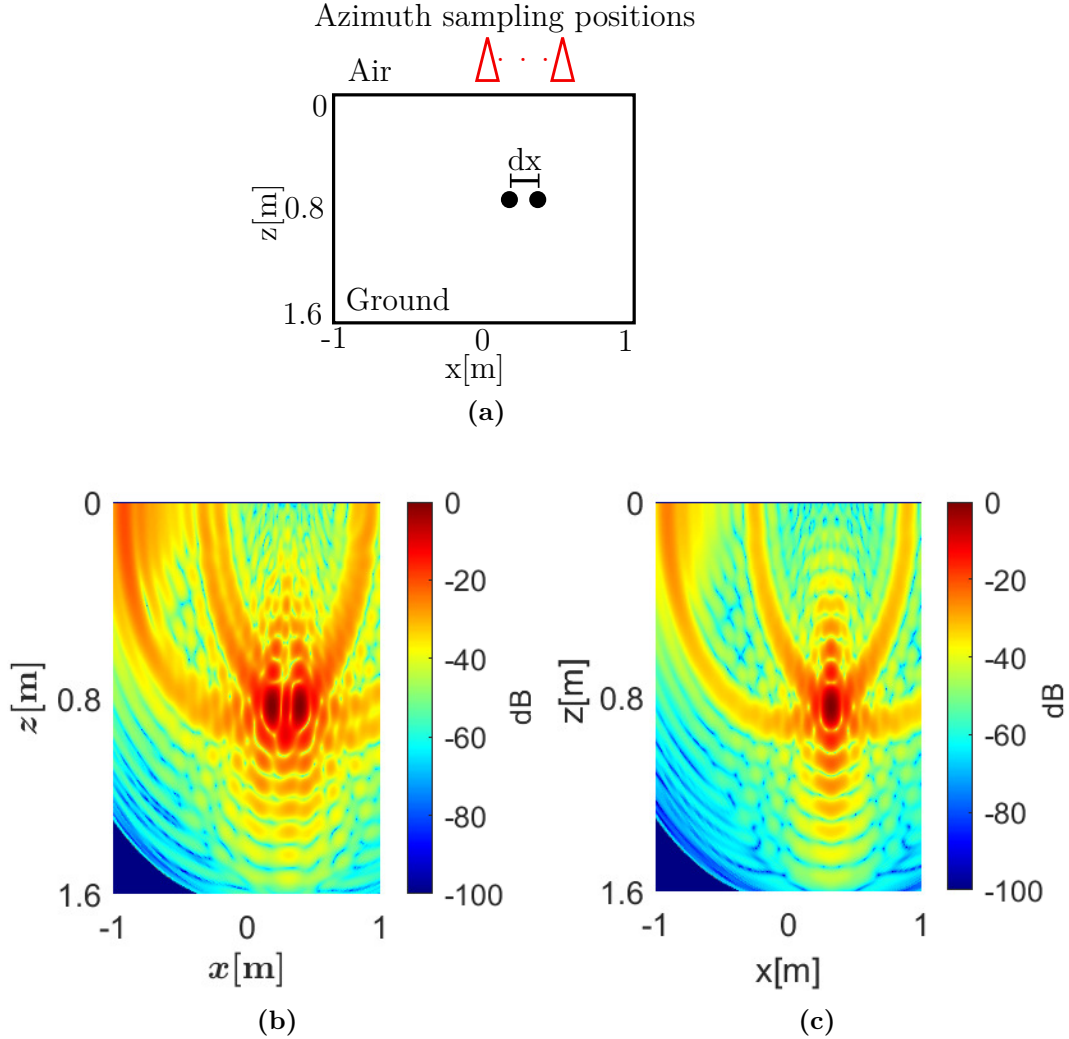 Azimuth sampling positions
Air
0
dx
z[m]
0.8
Ground
1.6
-1 0 1
x[m]
(a)
0 0 0 0
-20 -20
-40 -40
z[m] 0.8 dB z[m] 0.8 dB
-60 -60
-80 -80
1.6 -100 1.6 -100
-1 0 1 -1 0 1
x[m] x[m]
(b) (c)